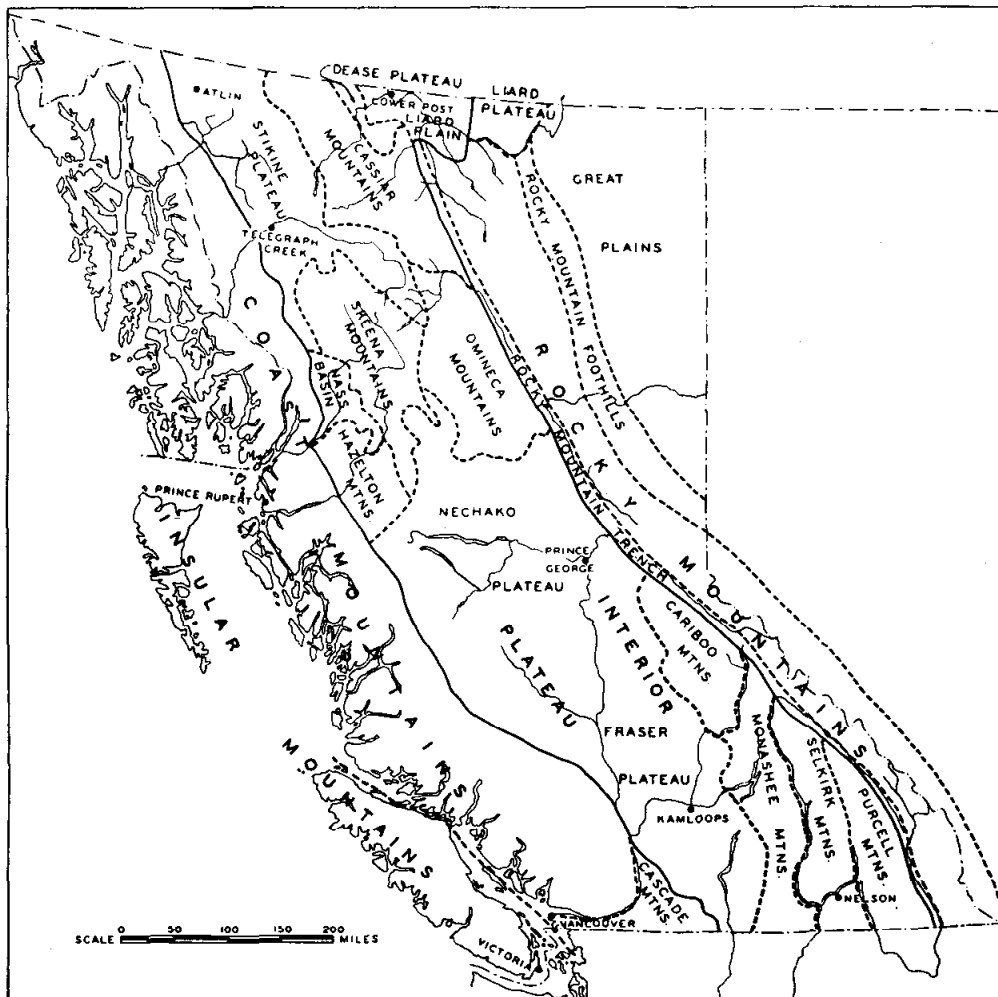 DEASE PLATEAU
LIARD
PLATEAU
ATLIN
LOWER POST
LIARD
PLAIN
STIKINE
PLATEAU
CASSIAR
MOUNTAINS
GREAT
PLAINS
ROCKY MOUNTAIN FOOTHILLS
TELEGRAPH
CREEK
COAST
SKEENA
MOUNTAINS
OMINECA
MOUNTAINS
ROCKY
ROCKY MOUNTAIN TRENCH
NASS
BASIN
HAZELTON
MTNS.
PRINCE RUPERT
INSULAR
NECHAKO
PLATEAU
PRINCE
GEORGE
MOUNTAINS
MOUNTAINS
CARIBOO
MTNS
INTERIOR
PLATEAU
FRASER
PLATEAU
MONASHEE MTNS.
SELKIRK
MTNS.
PURCELL
MTNS.
KAMLOOPS
MOUNTAINS
CASCADE
MTNS.
NELSON
VANCOUVER
VICTORIA
0 50 100 150 200
SCALE MILES